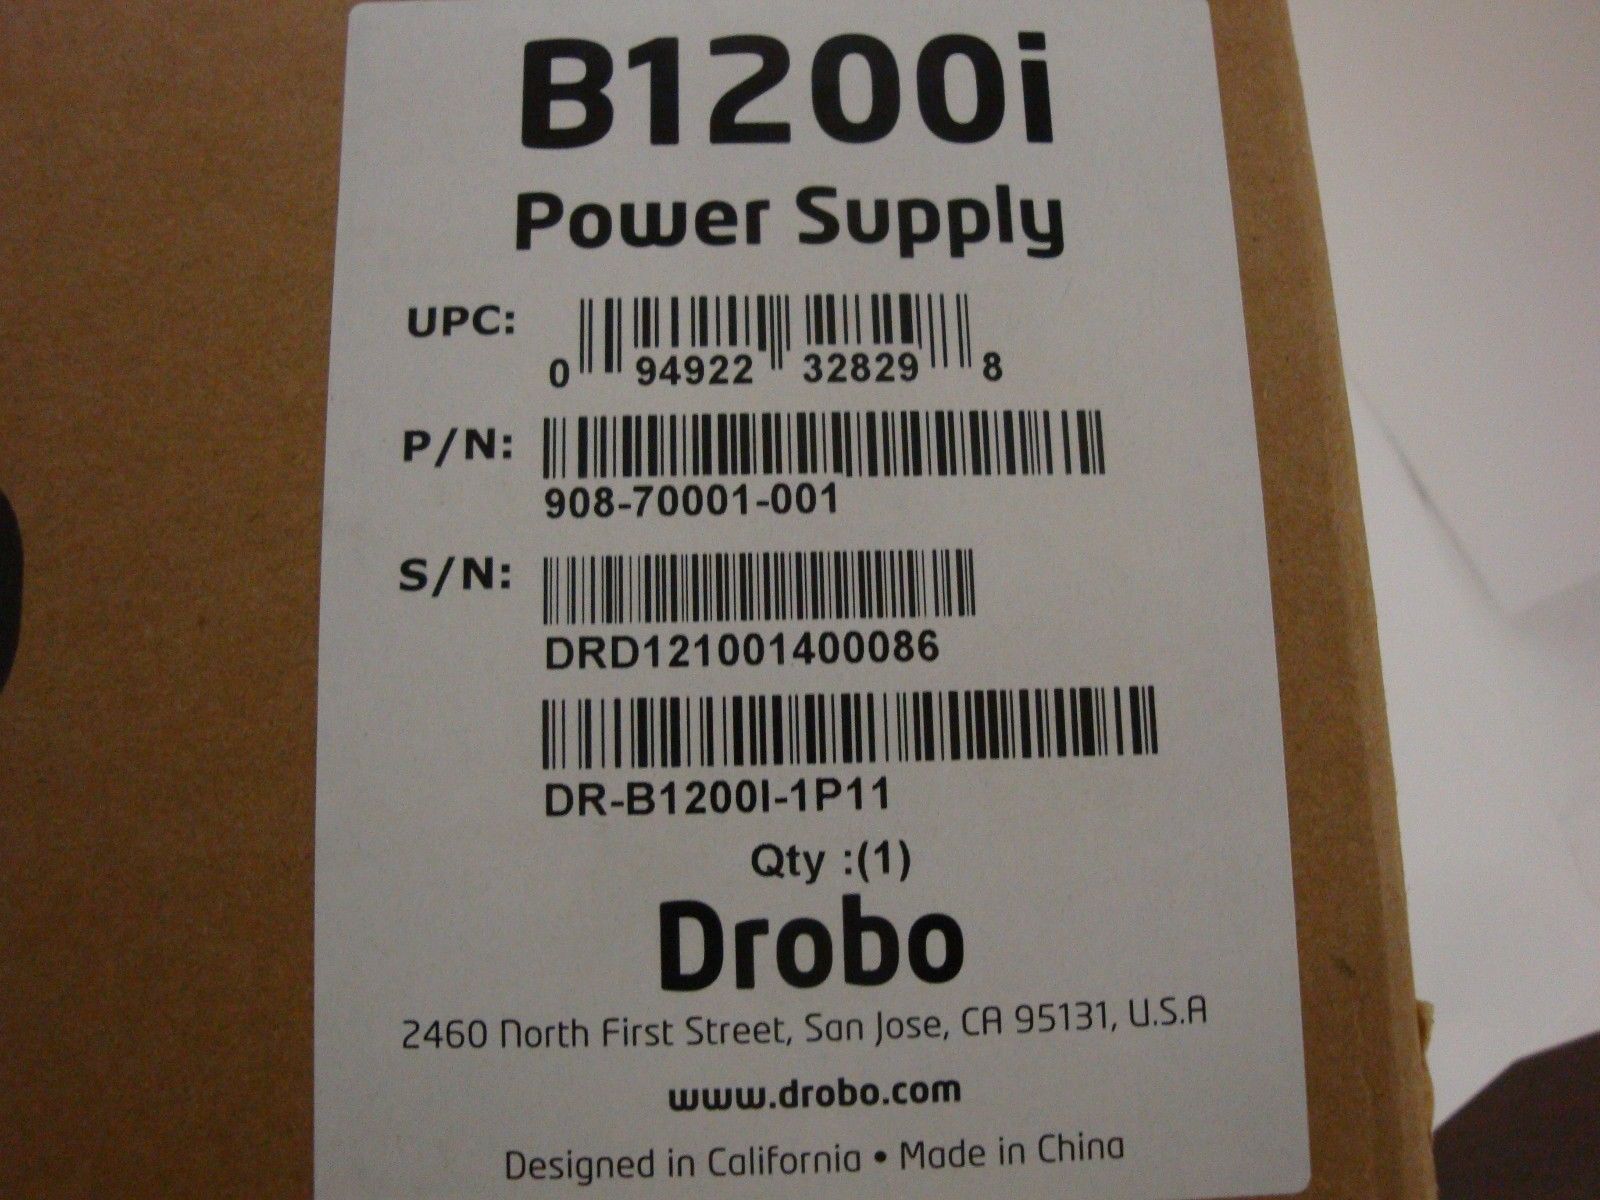 B1200i
Power Supply
UPC: 0 94922 32829 8
P/N:
908-70001-001
S/N:
DRD121001400086
DR-B1200I-1P11
Qty :(1)
Drobo
2460 North First Street, San Jose, CA 95131, U.S.A
www.drobo.com
Designed in California • Made in China